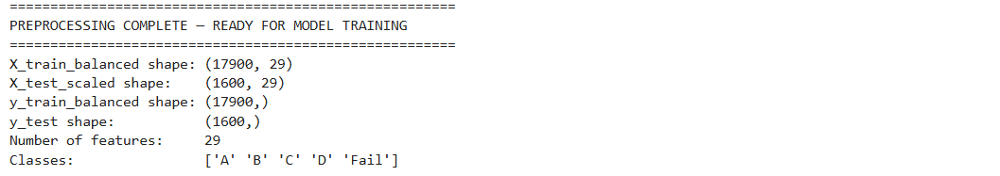 =======================================================
PREPROCESSING COMPLETE — READY FOR MODEL TRAINING
=======================================================
X_train_balanced shape: (17900, 29)
X_test_scaled shape:    (1600, 29)
y_train_balanced shape: (17900,)
y_test shape:           (1600,)
Number of features:     29
Classes:                ['A' 'B' 'C' 'D' 'Fail']